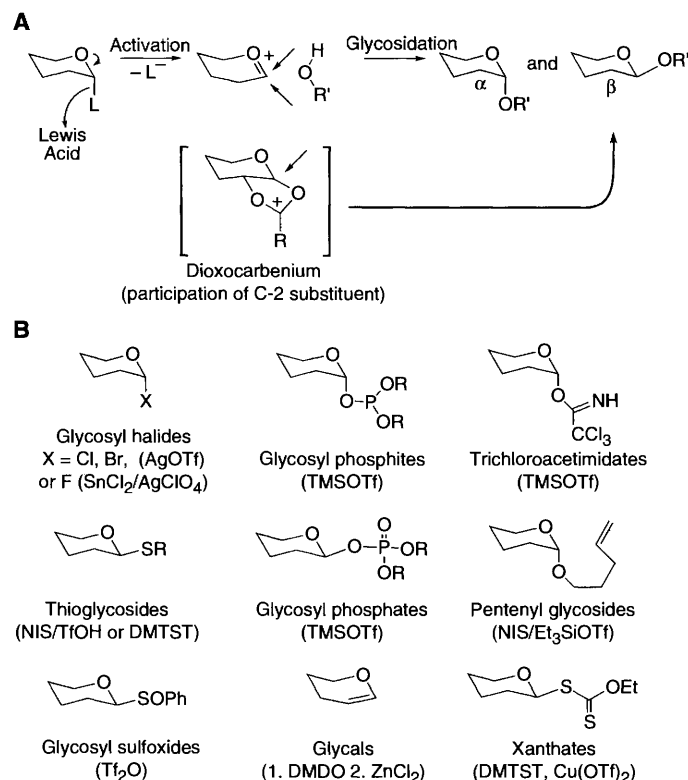 A
O
Activation
– L⁻
L
Lewis
Acid
O
+
H
O
R'
Glycosidation
O
α
OR'
and
O
OR'
β
O
O
O
+
R
Dioxocarbenium
(participation of C-2 substituent)
B
O
X
Glycosyl halides
X = Cl, Br, (AgOTf)
or F (SnCl₂/AgClO₄)
O
O
P
OR
OR
Glycosyl phosphites
(TMSOTf)
O
O
NH
CCl₃
Trichloroacetimidates
(TMSOTf)
O
SR
Thioglycosides
(NIS/TfOH or DMTST)
O
O
O
P
OR
OR
Glycosyl phosphates
(TMSOTf)
O
O
Pentenyl glycosides
(NIS/Et₃SiOTf)
O
SOPh
Glycosyl sulfoxides
(Tf₂O)
O
Glycals
(1. DMDO 2. ZnCl₂)
O
S
OEt
S
Xanthates
(DMTST, Cu(OTf)₂)